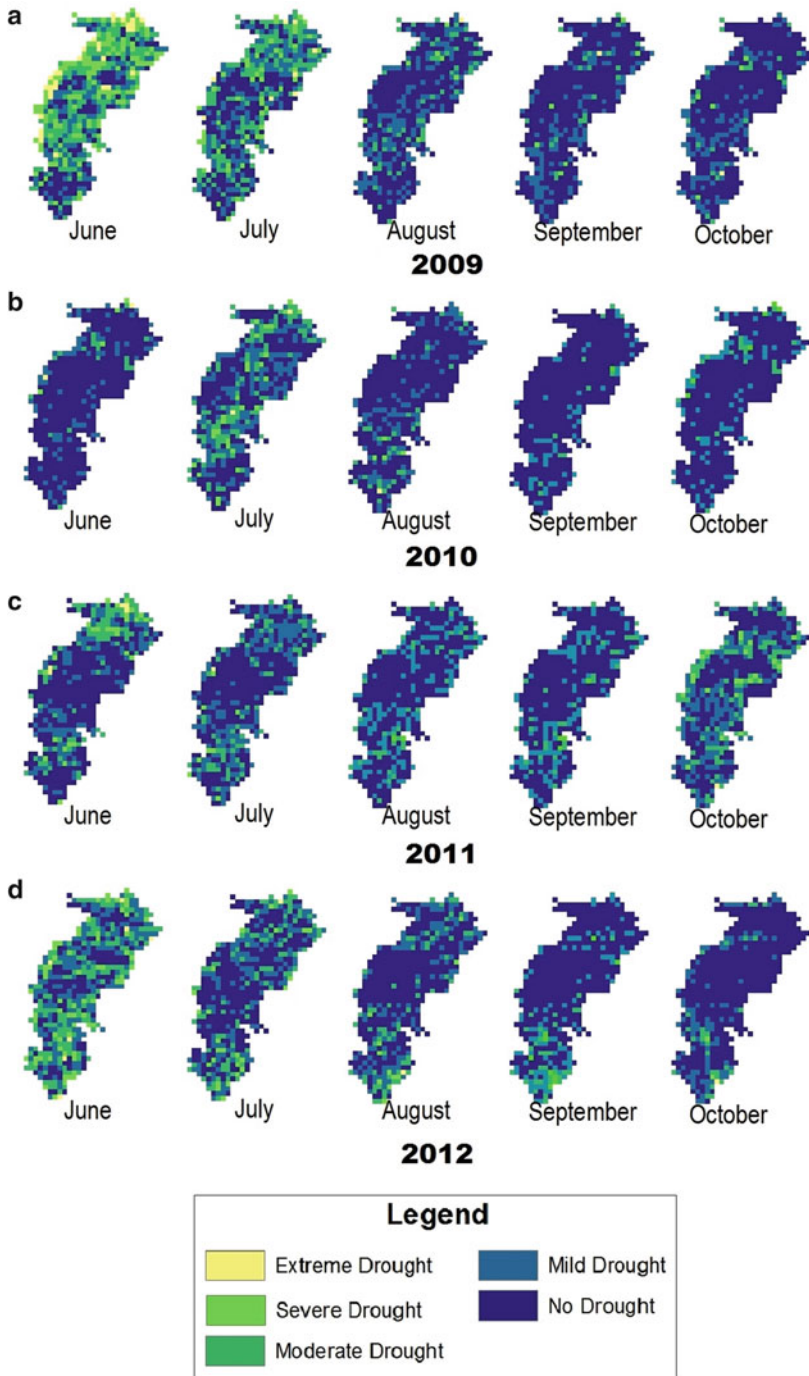 a
June July August September October
2009
b
June July August September October
2010
c
June July August September October
2011
d
June July August September October
2012
Legend
Extreme Drought Mild Drought
Severe Drought No Drought
Moderate Drought